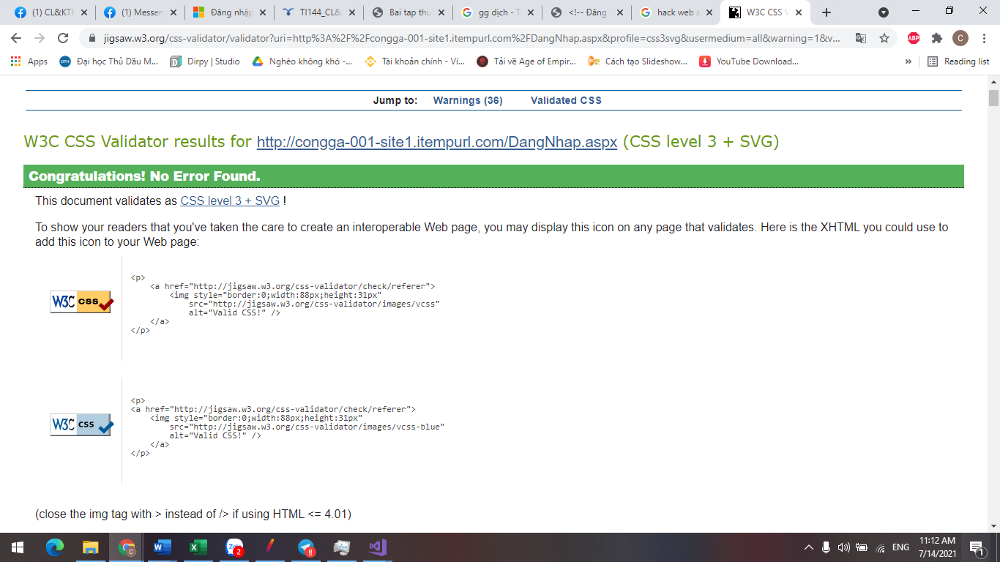 (1) CL&KTP
(1) Messen
Đăng nhập
TI144_CL&
Bai tap thu
gg dịch - T
<!-- Đăng
hack web a
W3C CSS V
jigsaw.w3.org/css-validator/validator?uri=http%3A%2F%2Fcongga-001-site1.itempurl.com%2FDangNhap.aspx&profile=css3svg&usermedium=all&warning=1&v...
ABP
C
Apps
OTH
Đại học Thủ Dầu M...
Dirpy | Studio
Nghèo không khó -...
Tài khoản chính - Ví...
Tải về Age of Empir...
Cách tạo Slideshow...
YouTube Download...
»
Reading list
Jump to: Warnings (36) Validated CSS
W3C CSS Validator results for http://congga-001-site1.itempurl.com/DangNhap.aspx (CSS level 3 + SVG)
Congratulations! No Error Found.
This document validates as CSS level 3 + SVG !
To show your readers that you've taken the care to create an interoperable Web page, you may display this icon on any page that validates. Here is the XHTML you could use to
add this icon to your Web page:
W3C css
<p>
<a href="http://jigsaw.w3.org/css-validator/check/referer">
<img style="border:0;width:88px;height:31px"
src="http://jigsaw.w3.org/css-validator/images/vcss"
alt="Valid CSS!" />
</a>
</p>
W3C css
<p>
<a href="http://jigsaw.w3.org/css-validator/check/referer">
<img style="border:0;width:88px;height:31px"
src="http://jigsaw.w3.org/css-validator/images/vcss-blue"
alt="Valid CSS!" />
</a>
</p>
(close the img tag with > instead of /> if using HTML <= 4.01)
C
2
8
ENG
11:12 AM
7/14/2021
1